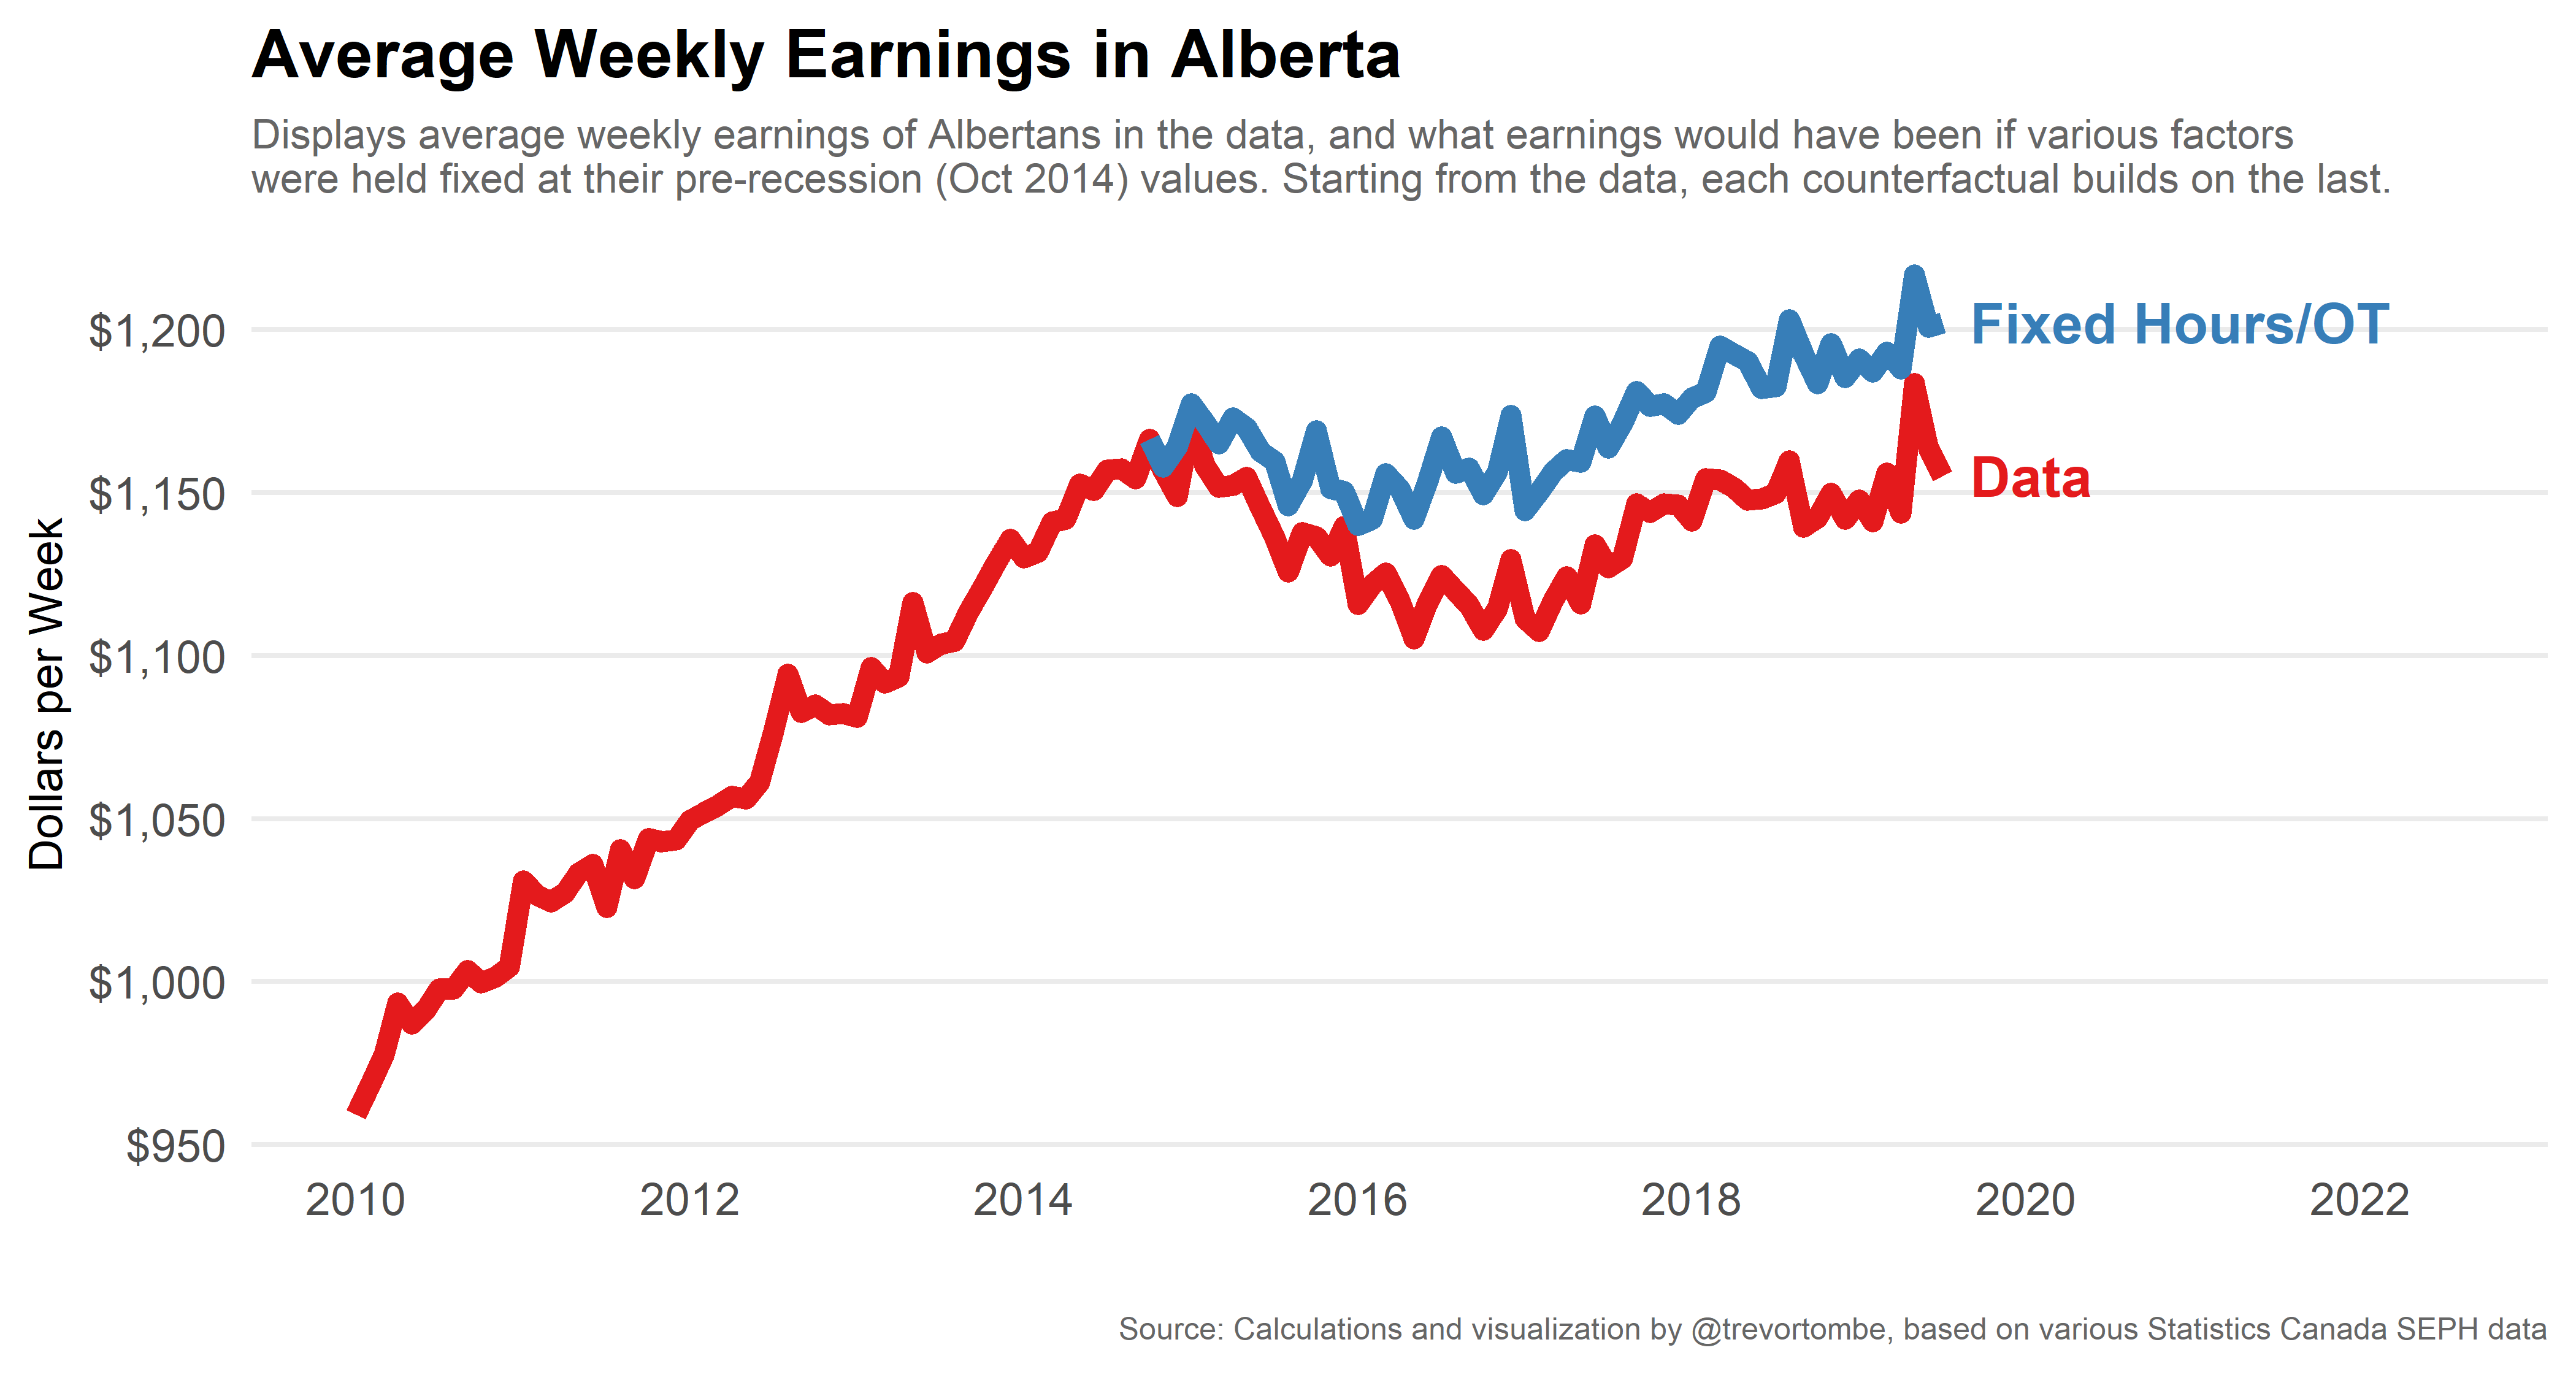 Average Weekly Earnings in Alberta
Displays average weekly earnings of Albertans in the data, and what earnings would have been if various factors
were held fixed at their pre-recession (Oct 2014) values. Starting from the data, each counterfactual builds on the last.
Dollars per Week
$1,200
$1,150
$1,100
$1,050
$1,000
$950
Fixed Hours/OT
Data
2010 2012 2014 2016 2018 2020 2022
Source: Calculations and visualization by @trevortombe, based on various Statistics Canada SEPH data